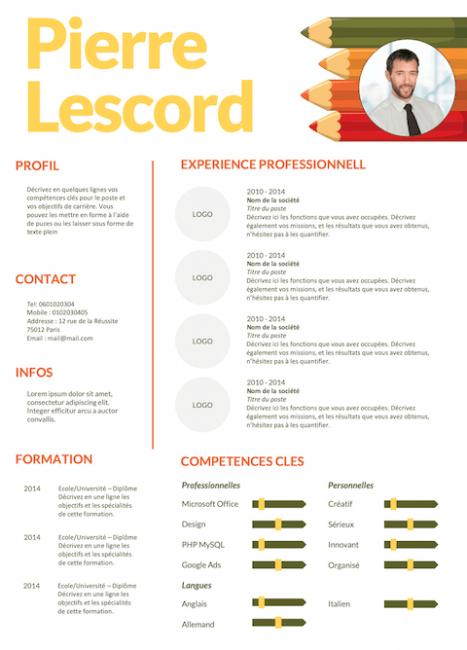 Pierre
Lescord
PROFIL
Décrivez en quelques lignes vos
compétences clés pour le poste et
vos objectifs de carrière. Vous
pouvez les mettre en forme à l'aide
de puces ou les laisser sous forme de
texte plein
CONTACT
Tel: 0601020304
Mobile : 0102030405
Addresse : 12 rue de la Réussite
75012 Paris
Email : mail@mail.com
INFOS
Lorem ipsum dolor sit amet,
consectetur adipiscing elit.
Integer efficitur arcu a auctor
convallis.
FORMATION
2014 Ecole/Université – Diplôme
Décrivez en une ligne les
objectifs et les spécialités
de cette formation.
2014 Ecole/Université – Diplôme
Décrivez en une ligne les
objectifs et les spécialités
de cette formation.
2014 Ecole/Université – Diplôme
Décrivez en une ligne les
objectifs et les spécialités
de cette formation.
EXPERIENCE PROFESSIONNELL
LOGO
2010 - 2014
Nom de la société
Titre du poste
Décrivez ici les fonctions que vous avez occupées. Décrivez
également vos missions, et les résultats que vous avez obtenus,
n'hésitez pas à les quantifier.
LOGO
2010 - 2014
Nom de la société
Titre du poste
Décrivez ici les fonctions que vous avez occupées. Décrivez
également vos missions, et les résultats que vous avez obtenus,
n'hésitez pas à les quantifier.
LOGO
2010 - 2014
Nom de la société
Titre du poste
Décrivez ici les fonctions que vous avez occupées. Décrivez
également vos missions, et les résultats que vous avez obtenus,
n'hésitez pas à les quantifier.
LOGO
2010 - 2014
Nom de la société
Titre du poste
Décrivez ici les fonctions que vous avez occupées. Décrivez
également vos missions, et les résultats que vous avez obtenus,
n'hésitez pas à les quantifier.
COMPETENCES CLES
Professionnelles
Microsoft Office
Design
PHP MySQL
Google Ads
Langues
Anglais
Allemand
Personnelles
Créatif
Sérieux
Innovant
Organisé
Italien